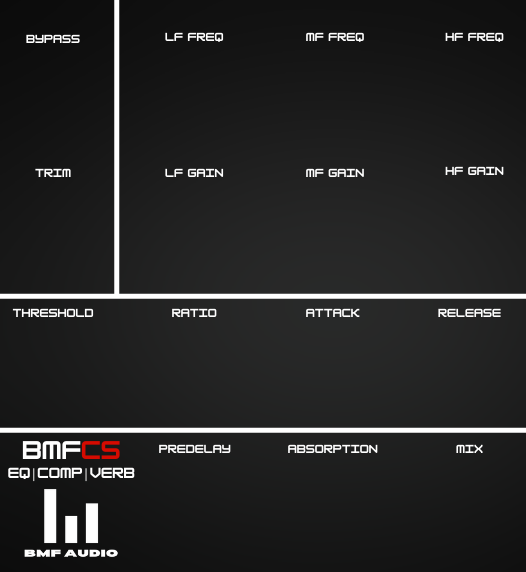 BYPASS LF FREQ MF FREQ HF FREQ
TRIM LF GAIN MF GAIN HF GAIN
THRESHOLD RATIO ATTACK RELEASE
BMFCS PREDELAY ABSORPTION MIX
EQ|COMP|VERB
BMF AUDIO